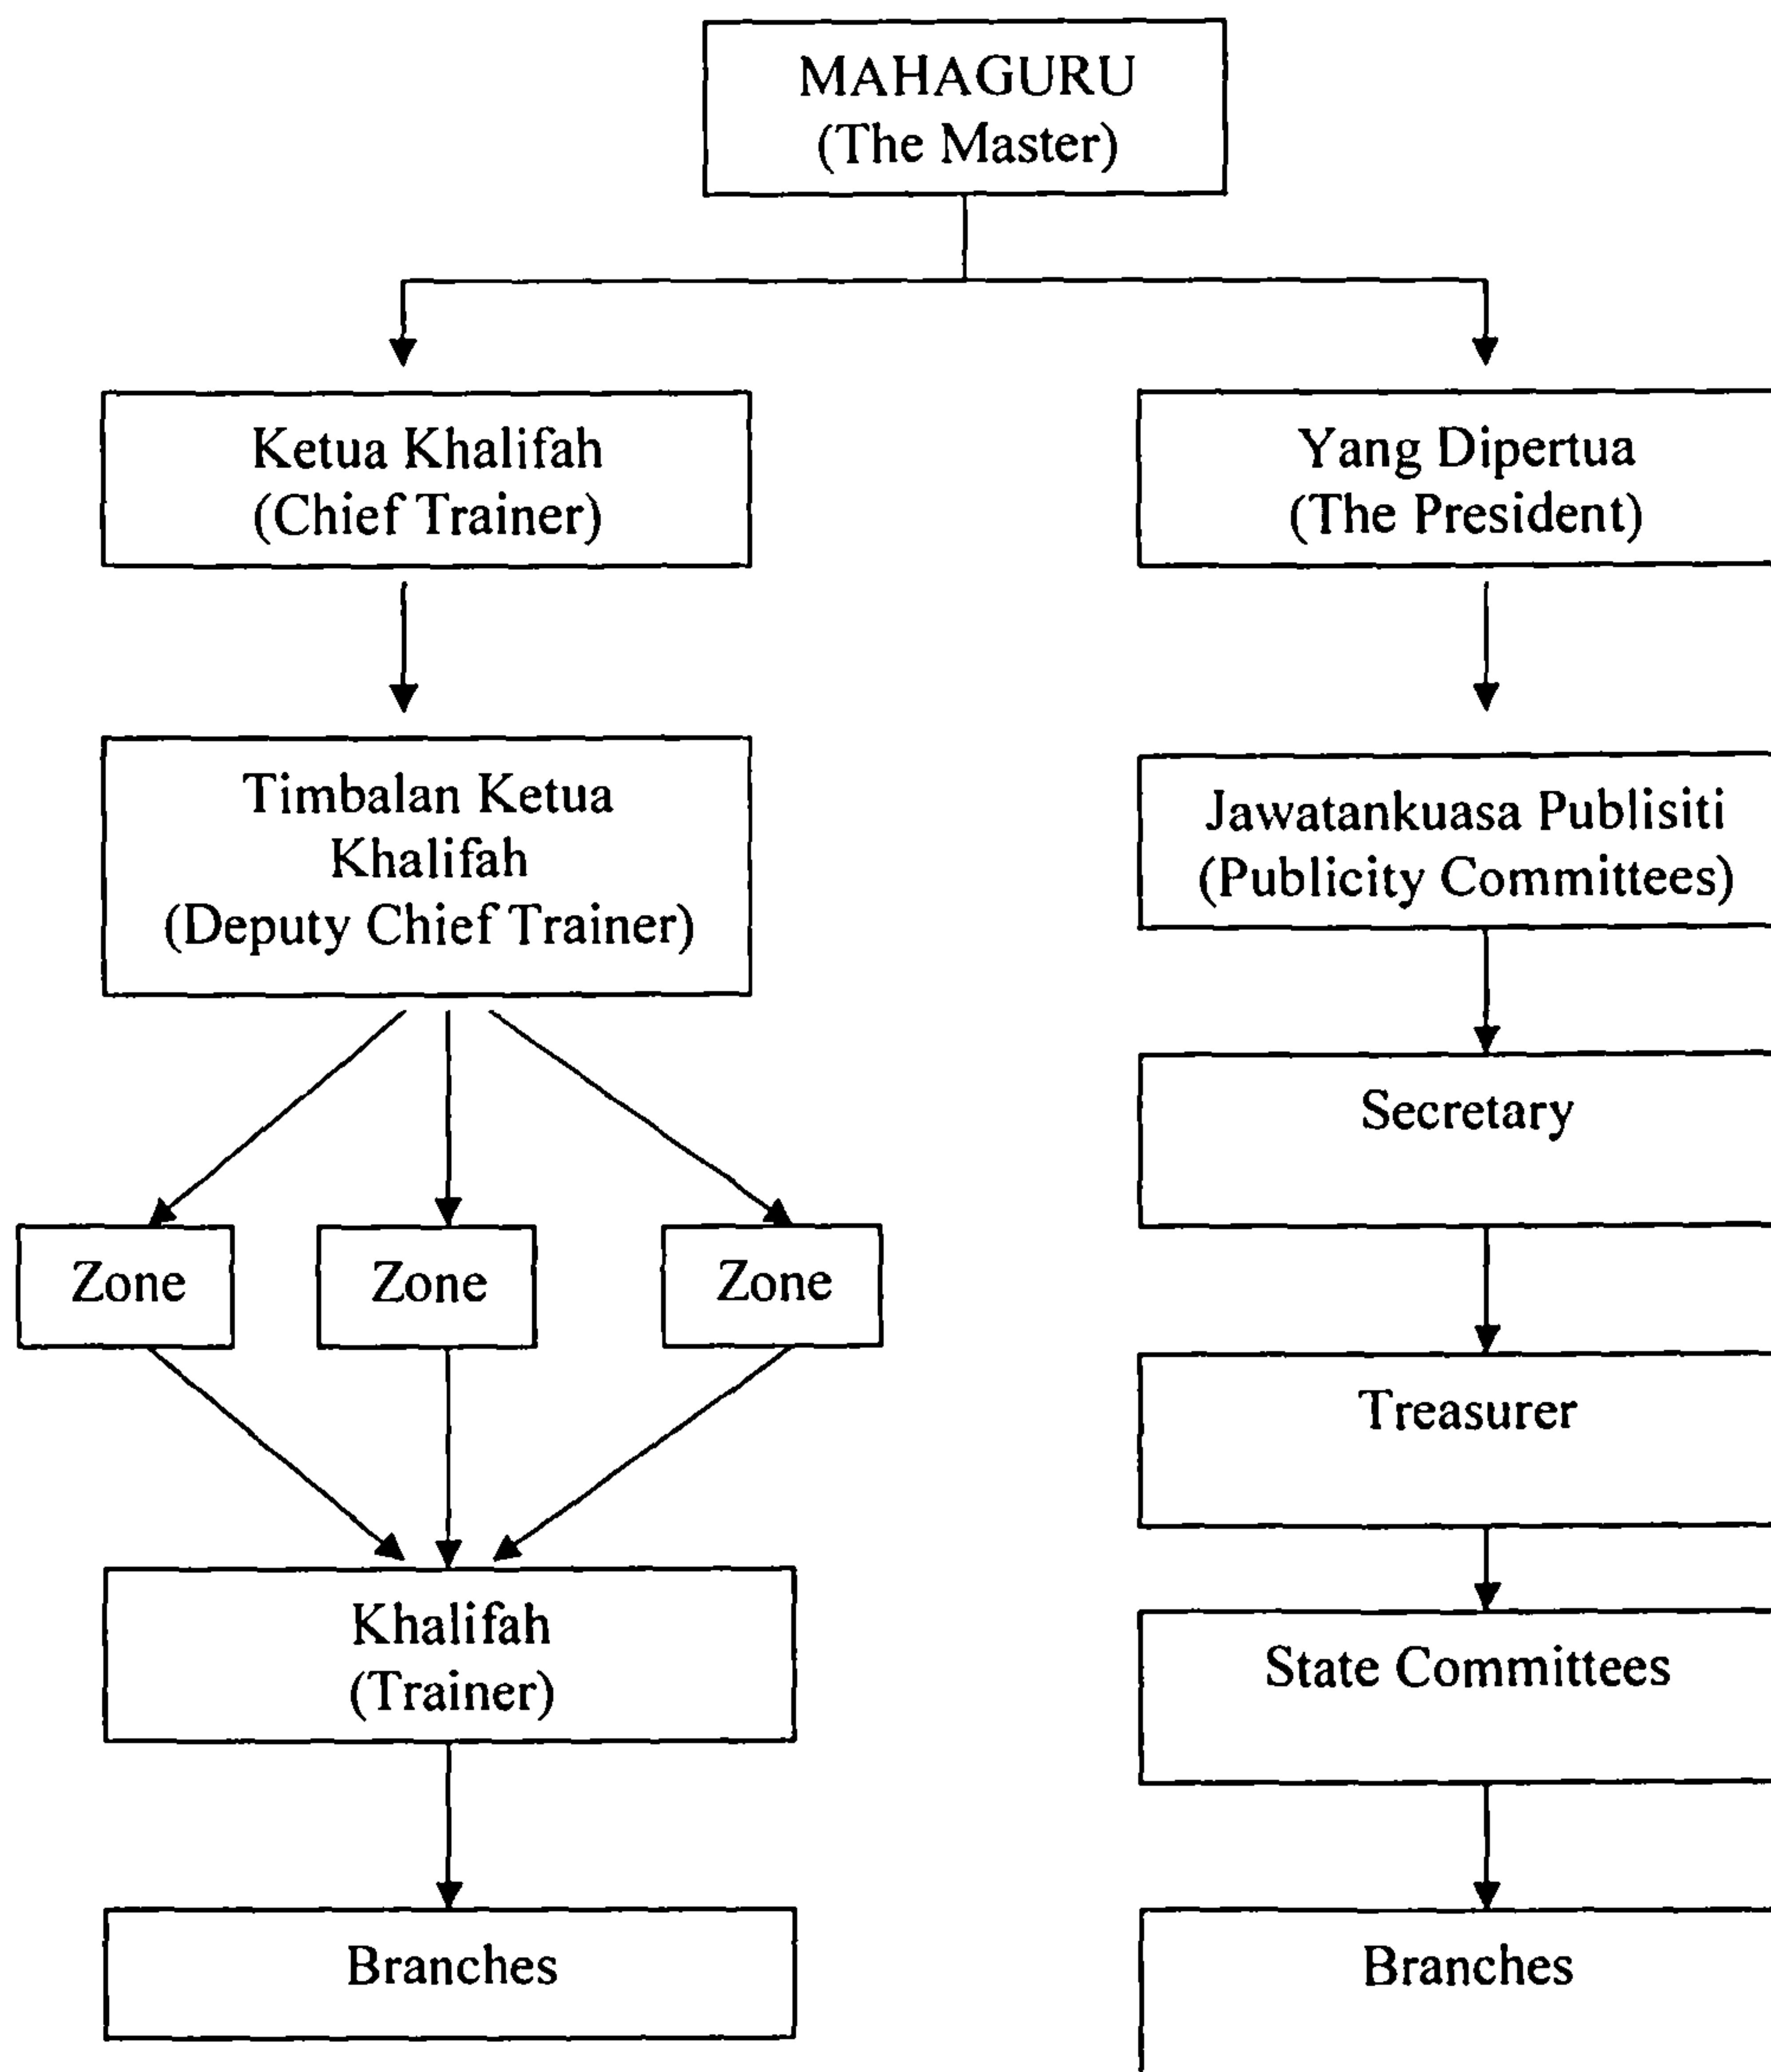 MAHAGURU
(The Master)
Ketua Khalifah
(Chief Trainer)
Yang Dipertua
(The President)
Timbalan Ketua
Khalifah
(Deputy Chief Trainer)
Jawatankuasa Publisiti
(Publicity Committees)
Secretary
Zone
Zone
Zone
Treasurer
Khalifah
(Trainer)
State Committees
Branches
Branches